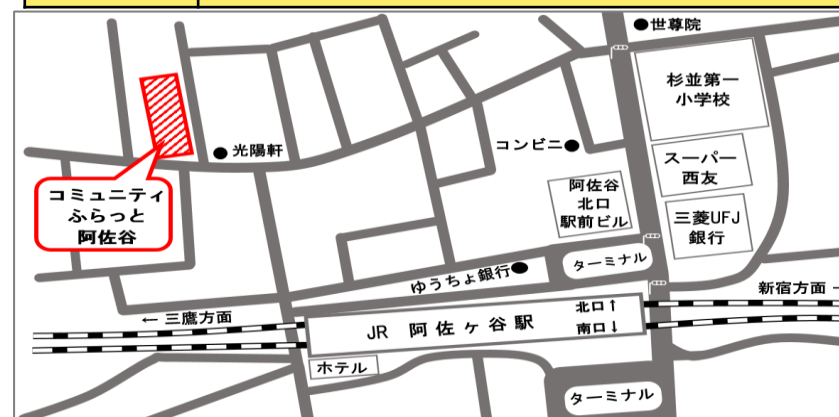 世尊院
杉並第一
小学校
光陽軒
コンビニ
スーパー
西友
コミュニティ
ふらっと
阿佐谷
阿佐谷
北口
駅前ビル
三菱UFJ
銀行
ターミナル
ゆうちょ銀行
新宿方面 →
← 三鷹方面
北口↑
JR 阿佐ヶ谷駅
南口↓
ホテル
ターミナル